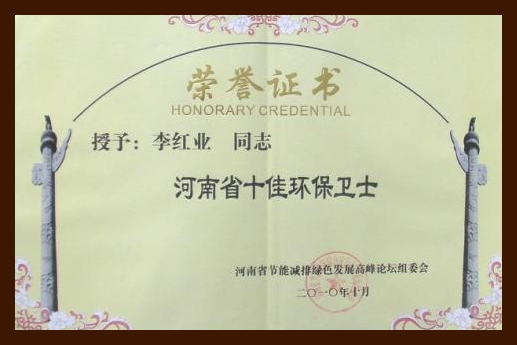 荣誉证书
HONORARY CREDENTIAL
授予：李红业 同志
河南省十佳环保卫士
河南省节能减排绿色发展高峰论坛组委会
二〇一〇年十月